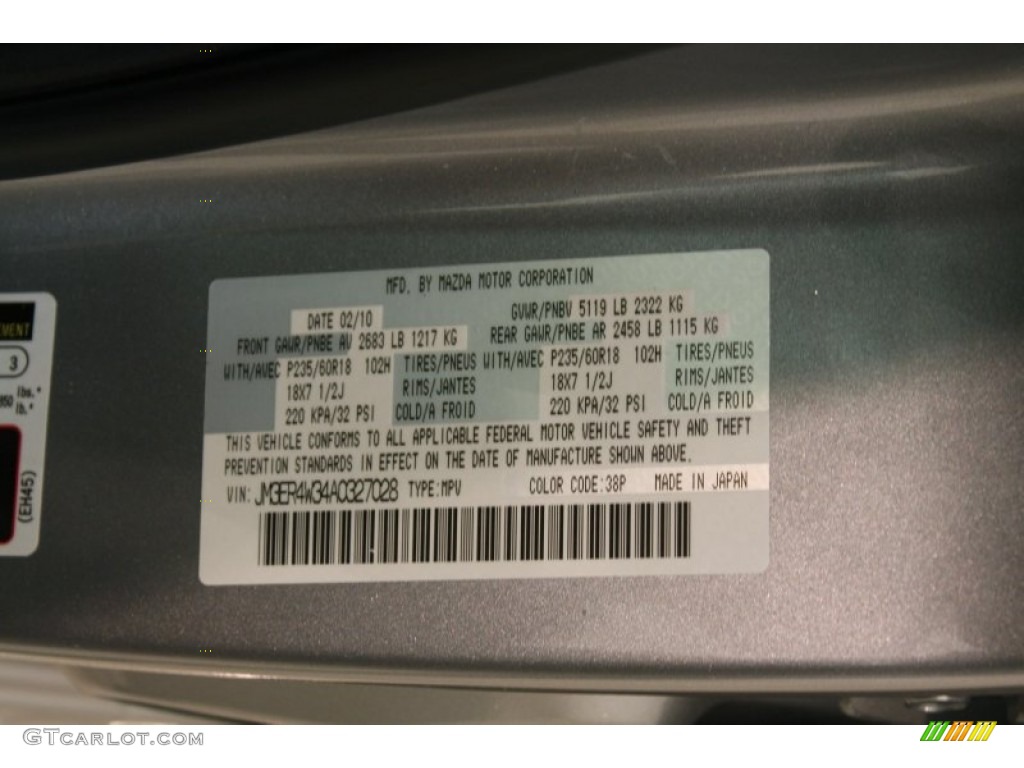 MFD. BY MAZDA MOTOR CORPORATION
DATE 02/10 GVWR/PNBV 5119 LB 2322 KG
FRONT GAWR/PNBE AV 2683 LB 1217 KG REAR GAWR/PNBE AR 2458 LB 1115 KG
WITH/AVEC P235/60R18 102H TIRES/PNEUS WITH/AVEC P235/60R18 102H TIRES/PNEUS
18X7 1/2J RIMS/JANTES 18X7 1/2J RIMS/JANTES
220 KPA/32 PSI COLD/A FROID 220 KPA/32 PSI COLD/A FROID
THIS VEHICLE CONFORMS TO ALL APPLICABLE FEDERAL MOTOR VEHICLE SAFETY AND THEFT
PREVENTION STANDARDS IN EFFECT ON THE DATE OF MANUFACTURE SHOWN ABOVE.
VIN: JM3ER4W34A0327028 TYPE:MPV COLOR CODE:38P MADE IN JAPAN
EMENT
3
lbs.*
lb.*
(EH45)
GTCARLOT.COM